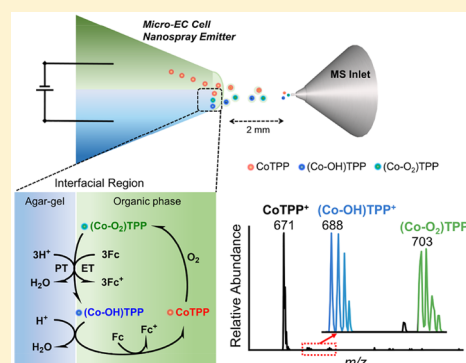 Micro-EC Cell
Nanospray Emitter
MS Inlet
2 mm
CoTPP (Co-OH)TPP (Co-O₂)TPP
Interfacial Region
Agar-gel Organic phase
(Co-O₂)TPP
3H⁺ 3Fc
PT ET
H₂O 3Fc⁺
O₂
(Co-OH)TPP CoTPP
H⁺
Fc Fc⁺
H₂O
CoTPP⁺ (Co-OH)TPP⁺ (Co-O₂)TPP
671 688 703
Relative Abundance
m/z